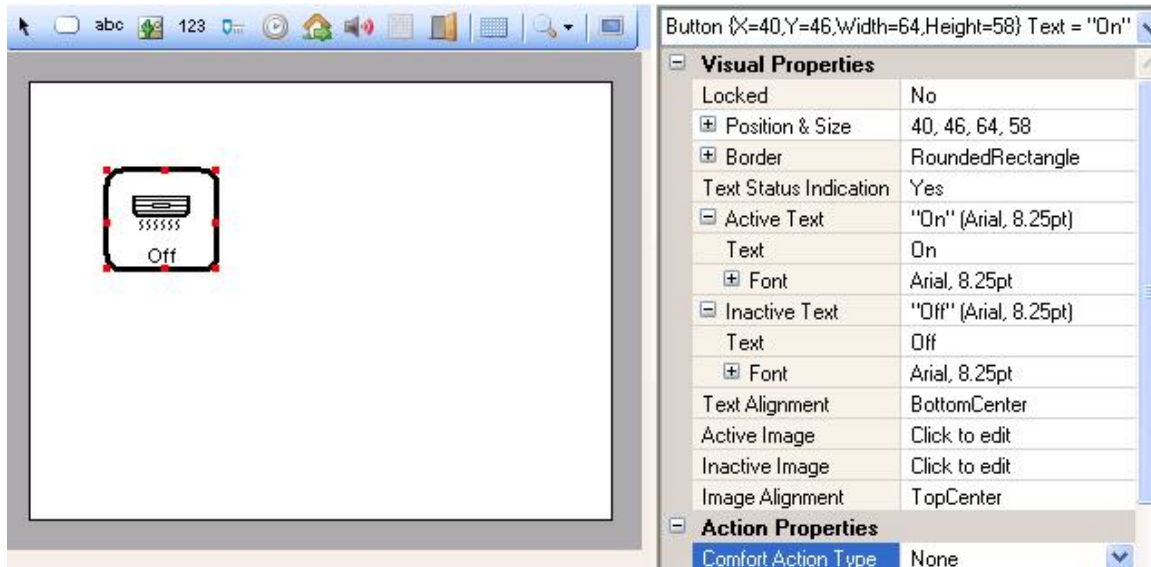 abc 123
Off
Button {X=40,Y=46,Width=64,Height=58} Text = "On"
Visual Properties
Locked No
Position & Size 40, 46, 64, 58
Border RoundedRectangle
Text Status Indication Yes
Active Text "On" (Arial, 8.25pt)
Text On
Font Arial, 8.25pt
Inactive Text "Off" (Arial, 8.25pt)
Text Off
Font Arial, 8.25pt
Text Alignment BottomCenter
Active Image Click to edit
Inactive Image Click to edit
Image Alignment TopCenter
Action Properties
Comfort Action Type None